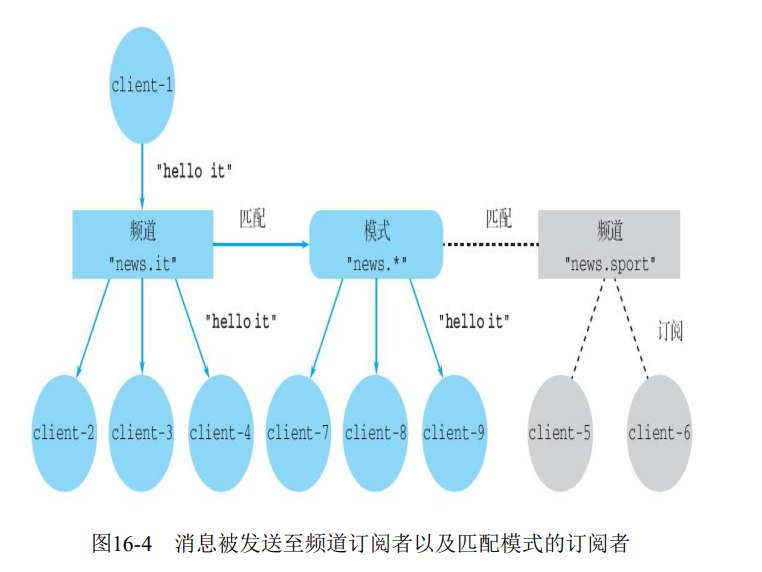 client-1
"hello it"
频道
"news.it"
匹配
模式
"news.*"
匹配
频道
"news.sport"
"hello it"
"hello it"
订阅
client-2
client-3
client-4
client-7
client-8
client-9
client-5
client-6
图16-4 消息被发送至频道订阅者以及匹配模式的订阅者